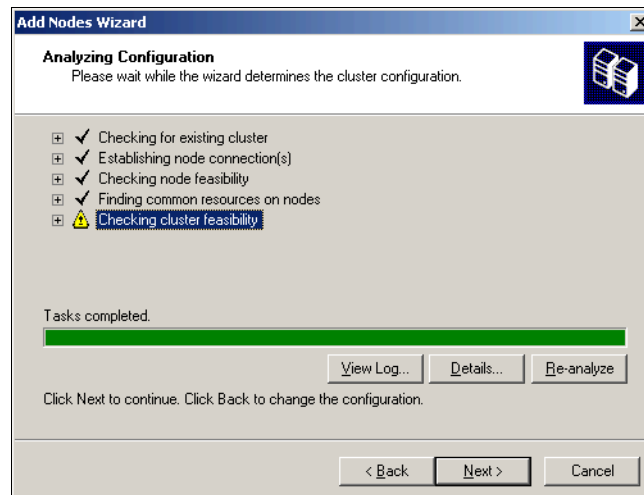 Add Nodes Wizard
Analyzing Configuration
Please wait while the wizard determines the cluster configuration.
Checking for existing cluster
Establishing node connection(s)
Checking node feasibility
Finding common resources on nodes
Checking cluster feasibility
Tasks completed.
View Log... Details... Re-analyze
Click Next to continue. Click Back to change the configuration.
< Back Next > Cancel